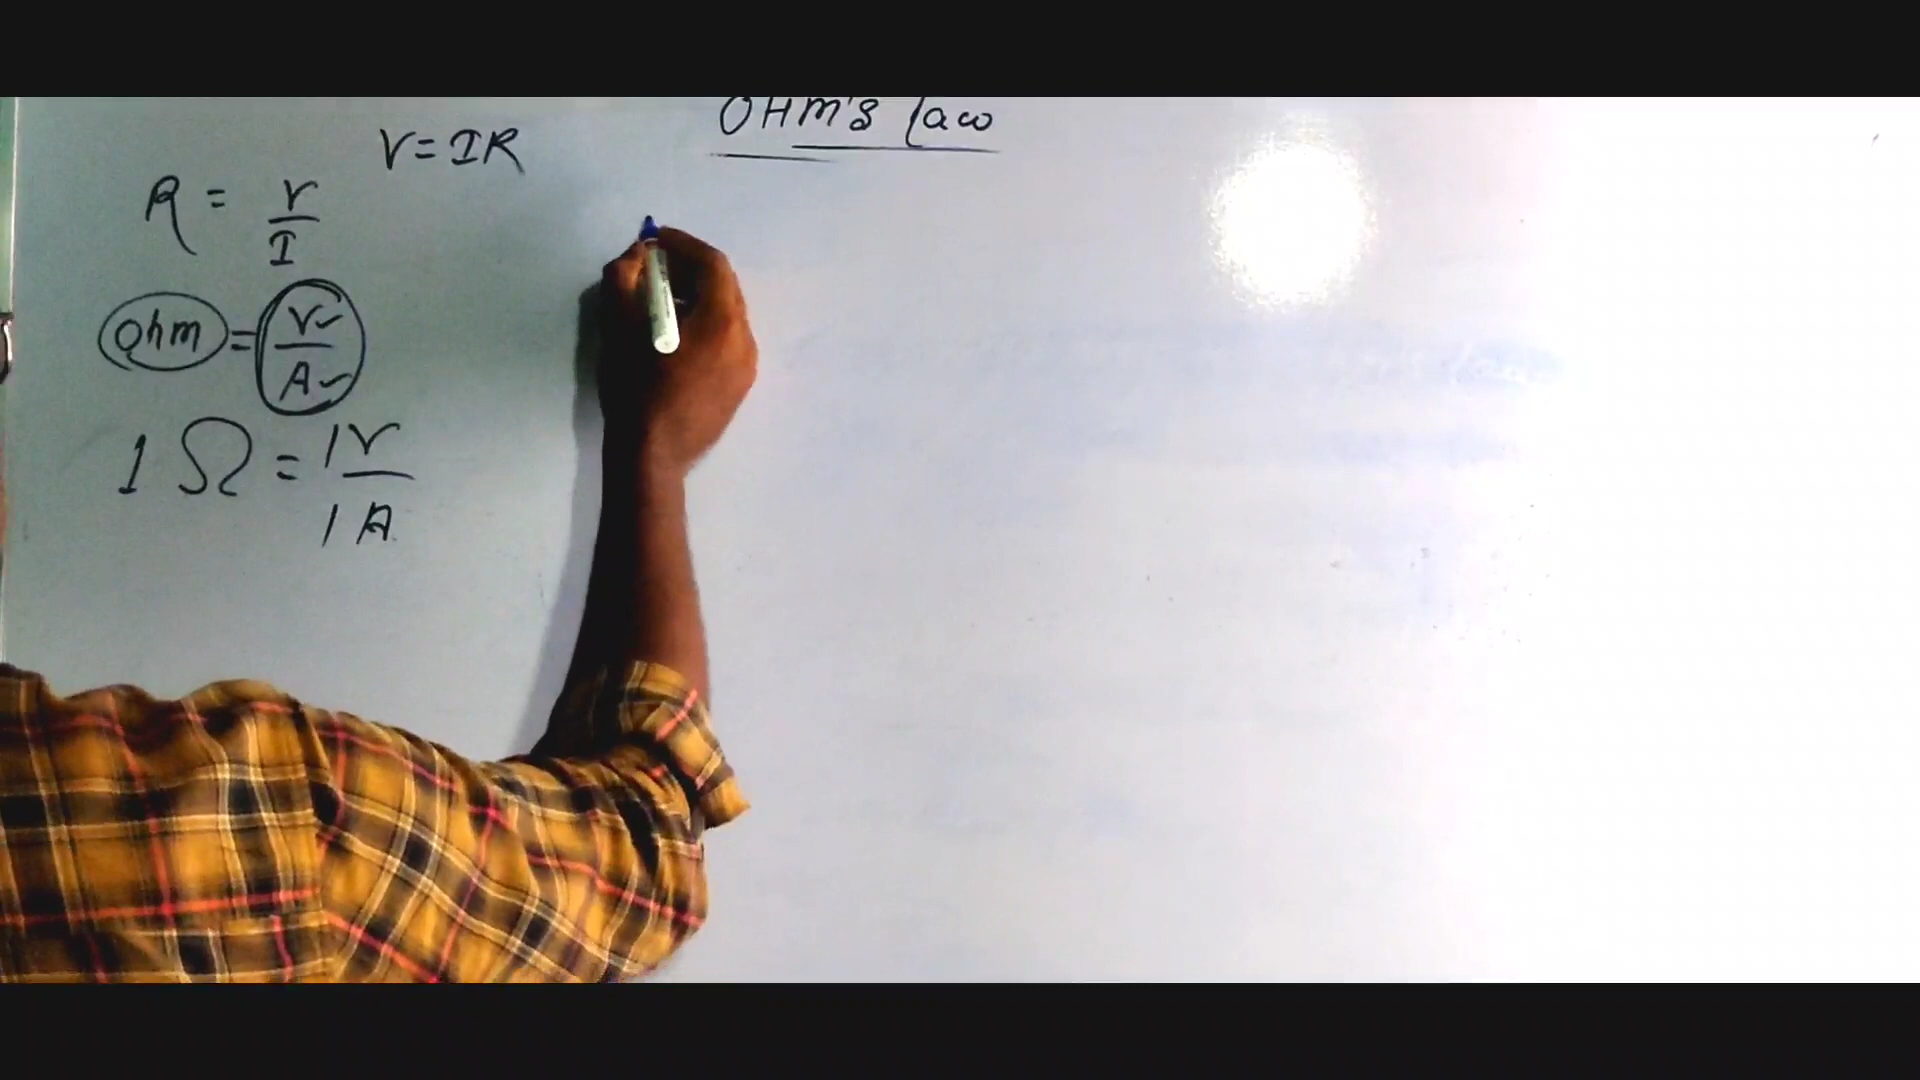 OHM's law
V = IR
R = V/I
Ohm = V/A
1 Ω = 1V/1A